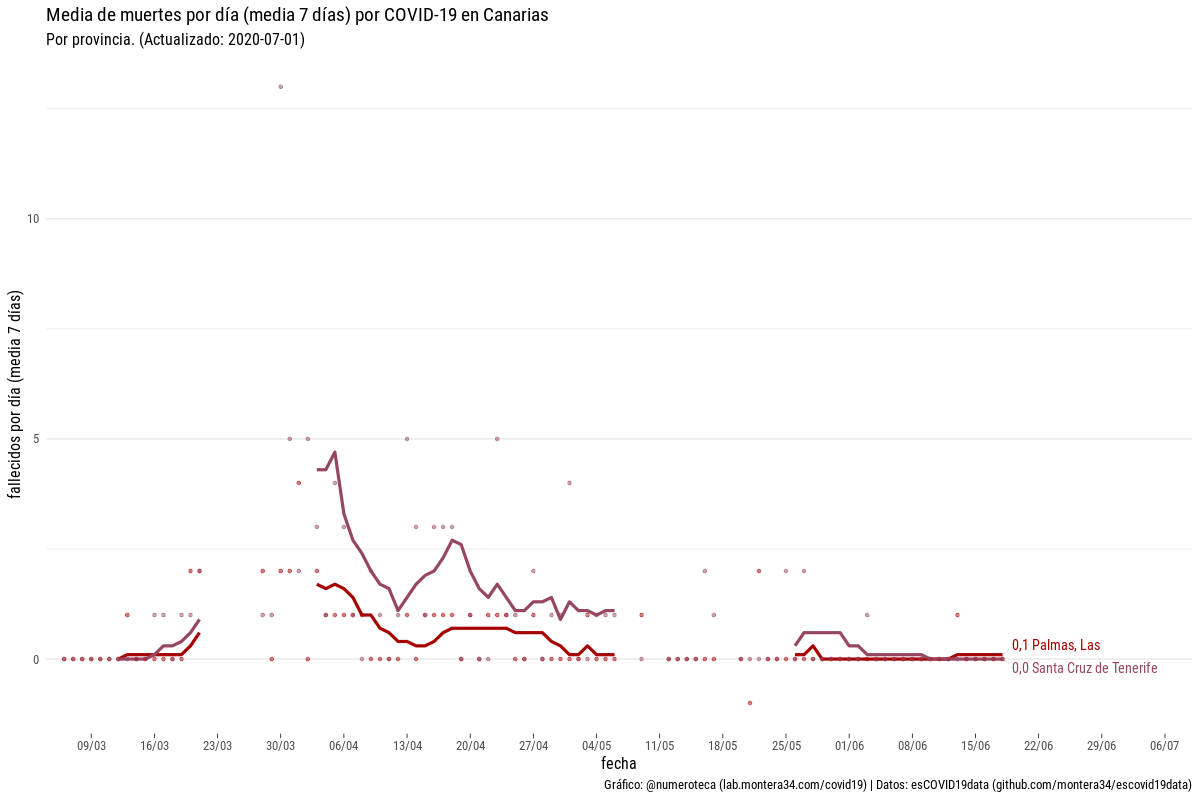 Media de muertes por día (media 7 días) por COVID-19 en Canarias
Por provincia. (Actualizado: 2020-07-01)
fallecidos por día (media 7 días)
10
5
0
0,1 Palmas, Las
0,0 Santa Cruz de Tenerife
09/03 16/03 23/03 30/03 06/04 13/04 20/04 27/04 04/05 11/05 18/05 25/05 01/06 08/06 15/06 22/06 29/06 06/07
fecha
Gráfico: @numeroteca (lab.montera34.com/covid19) | Datos: esCOVID19data (github.com/montera34/escovid19data)